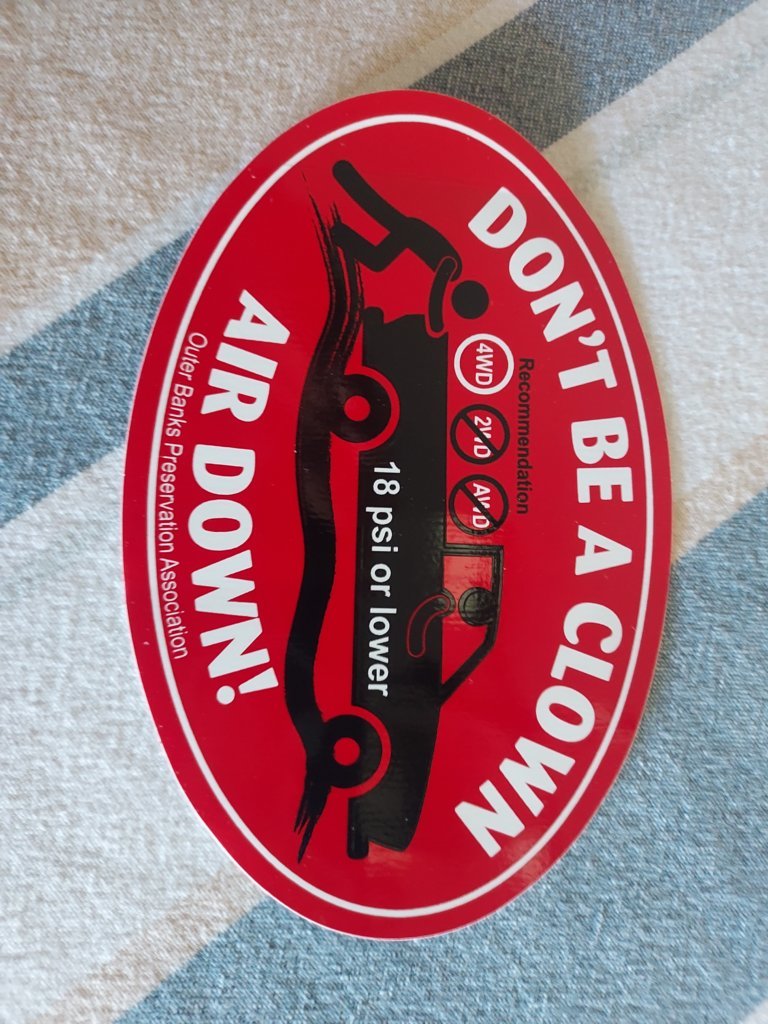 DON'T BE A CLOWN
Recommendation
4WD 2WD AWD
18 psi or lower
AIR DOWN!
Outer Banks Preservation Association